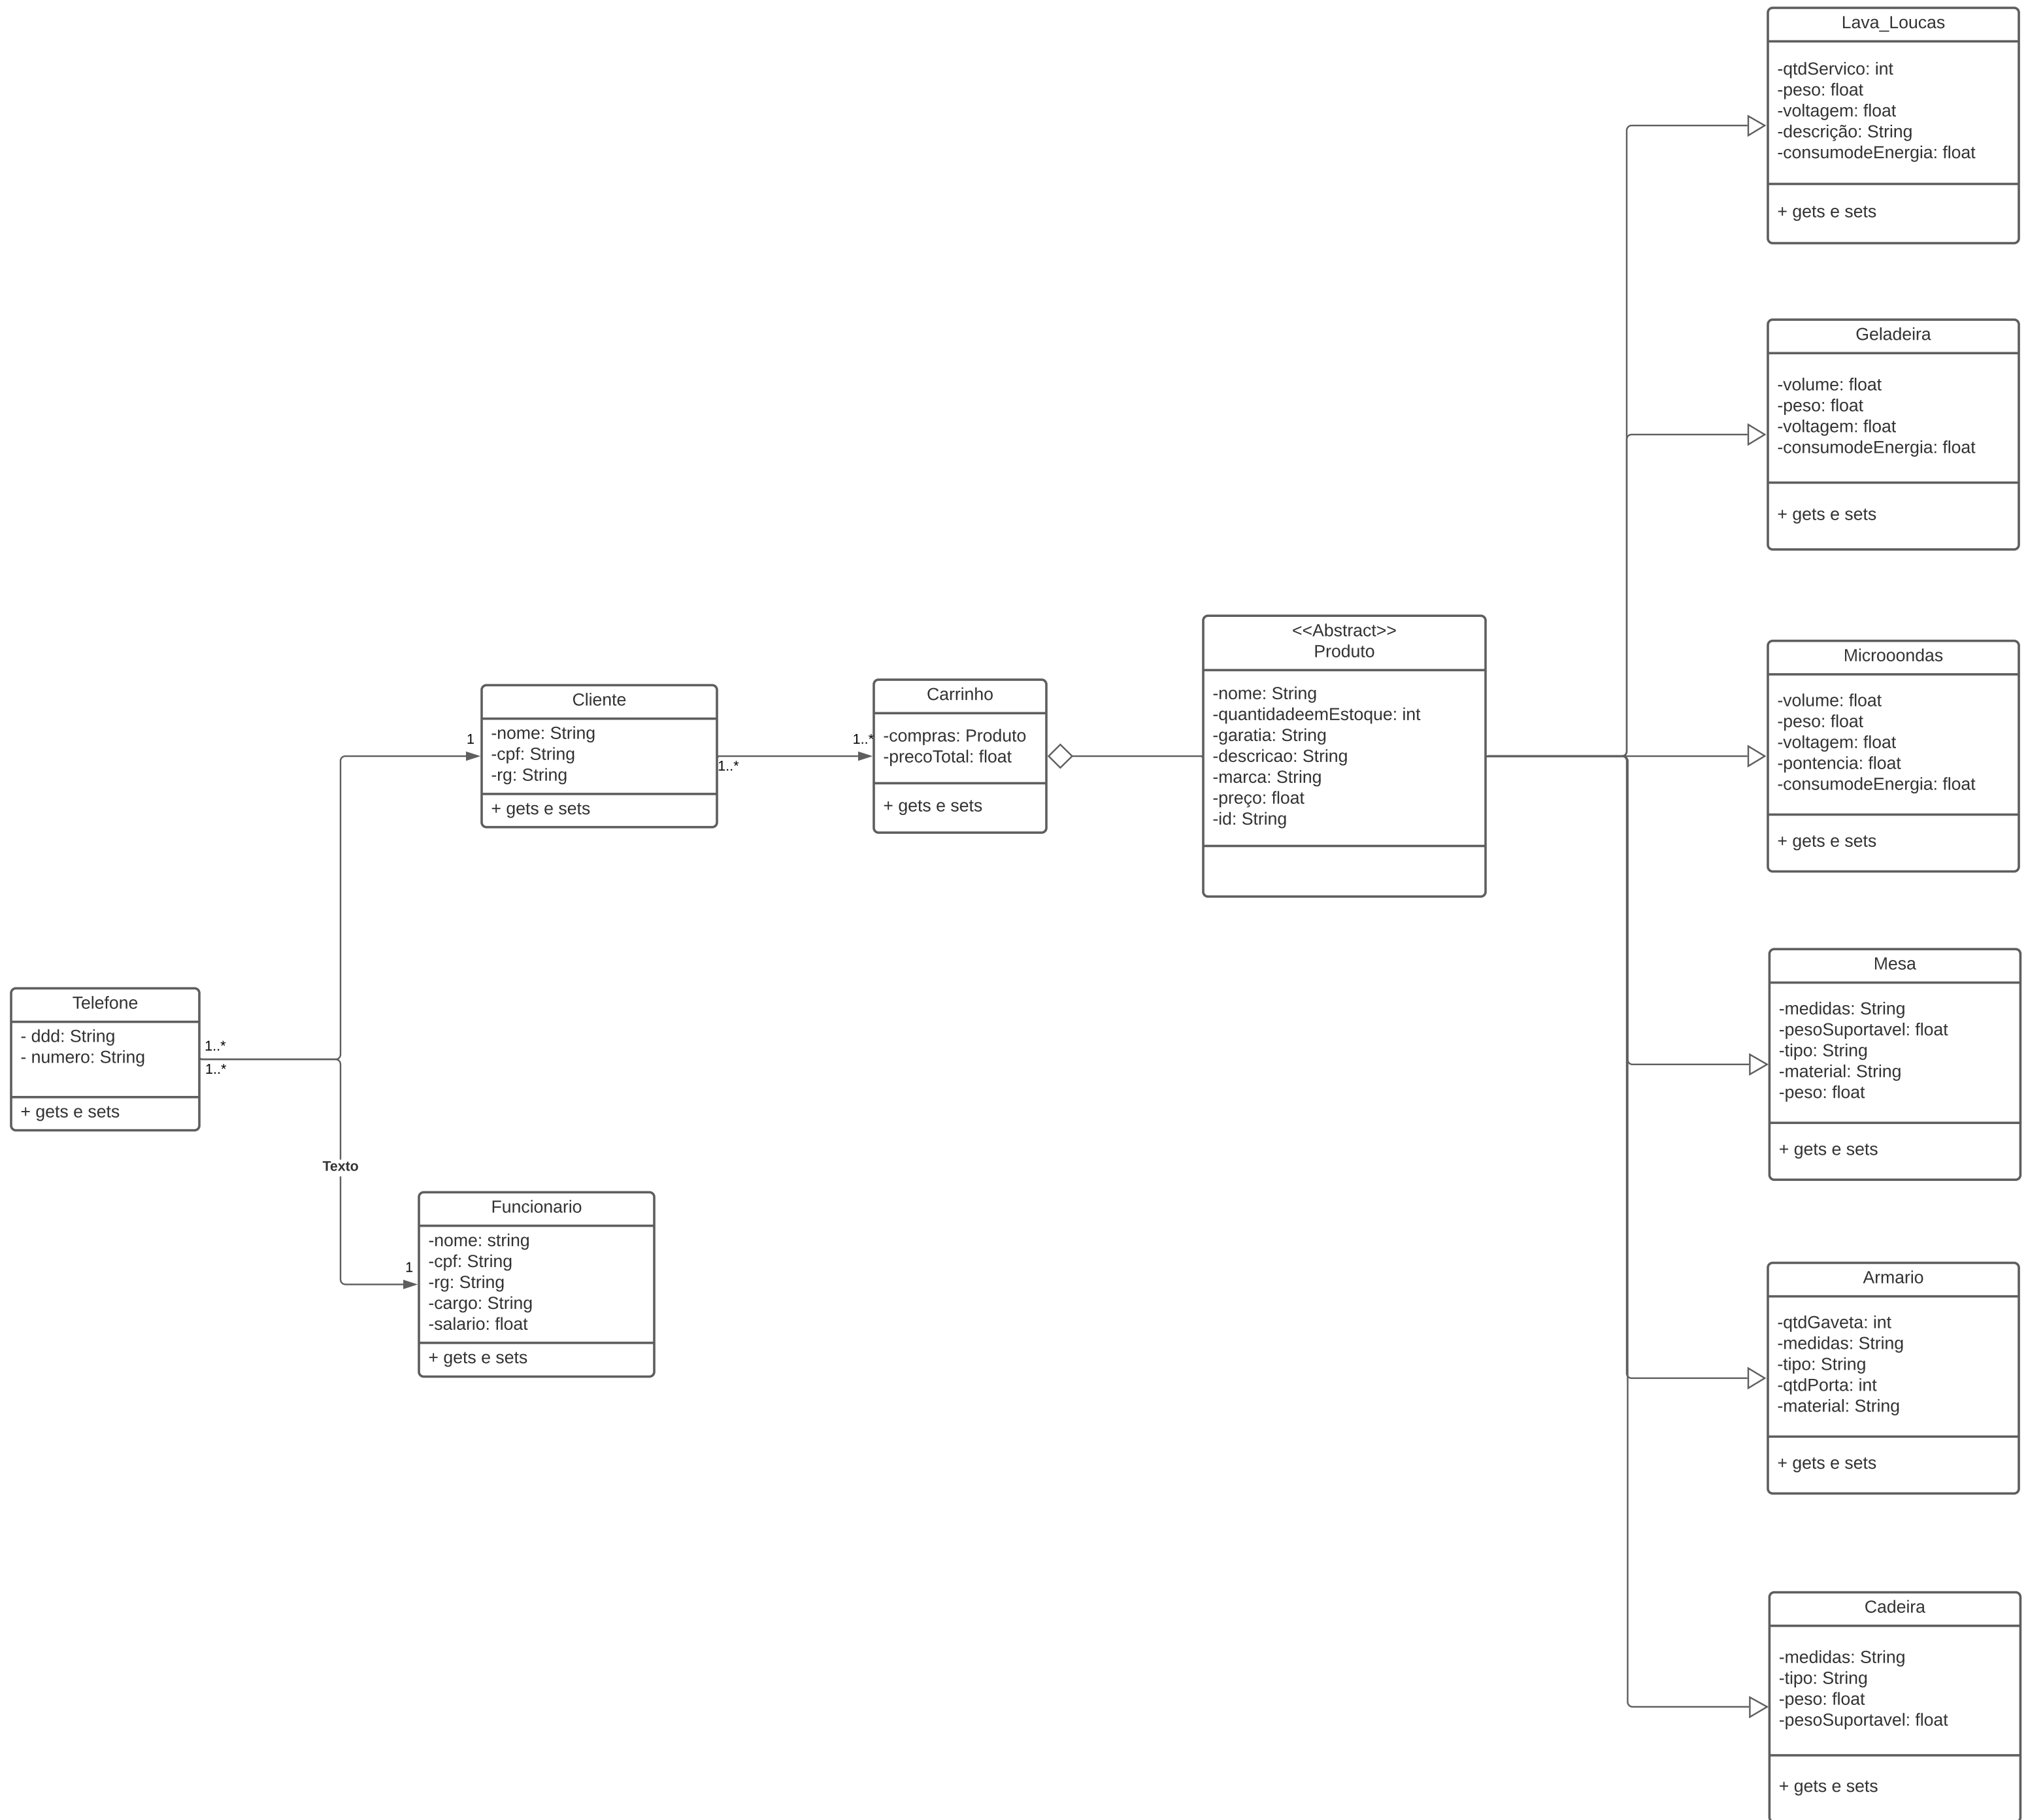 Lava_Loucas
-qtdServico: int
-peso: float
-voltagem: float
-descrição: String
-consumodeEnergia: float
+ gets e sets
Geladeira
-volume: float
-peso: float
-voltagem: float
-consumodeEnergia: float
+ gets e sets
<<Abstract>>
Produto
-nome: String
-quantidadeemEstoque: int
-garatia: String
-descricao: String
-marca: String
-preço: float
-id: String
Microoondas
-volume: float
-peso: float
-voltagem: float
-pontencia: float
-consumodeEnergia: float
+ gets e sets
Cliente
-nome: String
-cpf: String
-rg: String
+ gets e sets
1
1..*
1..*
Carrinho
-compras: Produto
-precoTotal: float
+ gets e sets
Mesa
-medidas: String
-pesoSuportavel: float
-tipo: String
-material: String
-peso: float
+ gets e sets
Telefone
- ddd: String
- numero: String
+ gets e sets
1..*
1..*
Texto
1
Funcionario
-nome: string
-cpf: String
-rg: String
-cargo: String
-salario: float
+ gets e sets
Armario
-qtdGaveta: int
-medidas: String
-tipo: String
-qtdPorta: int
-material: String
+ gets e sets
Cadeira
-medidas: String
-tipo: String
-peso: float
-pesoSuportavel: float
+ gets e sets